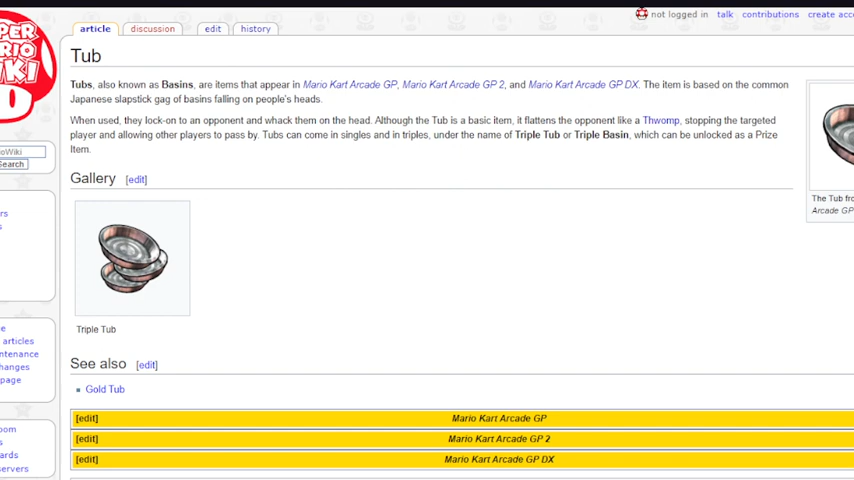 not logged in talk contributions create
article discussion edit history
Tub
Tubs, also known as Basins, are items that appear in Mario Kart Arcade GP, Mario Kart Arcade GP 2, and Mario Kart Arcade GP DX. The item is based on the common
Japanese slapstick gag of basins falling on people's heads.
When used, they lock-on to an opponent and whack them on the head. Although the Tub is a basic item, it flattens the opponent like a Thwomp, stopping the targeted
player and allowing other players to pass by. Tubs can come in singles and in triples, under the name of Triple Tub or Triple Basin, which can be unlocked as a Prize
Item.
Search
The Tub
Arcade GP
Gallery [edit]
Triple Tub
articles
page
See also [edit]
Gold Tub
[edit] Mario Kart Arcade GP
[edit] Mario Kart Arcade GP 2
[edit] Mario Kart Arcade GP DX